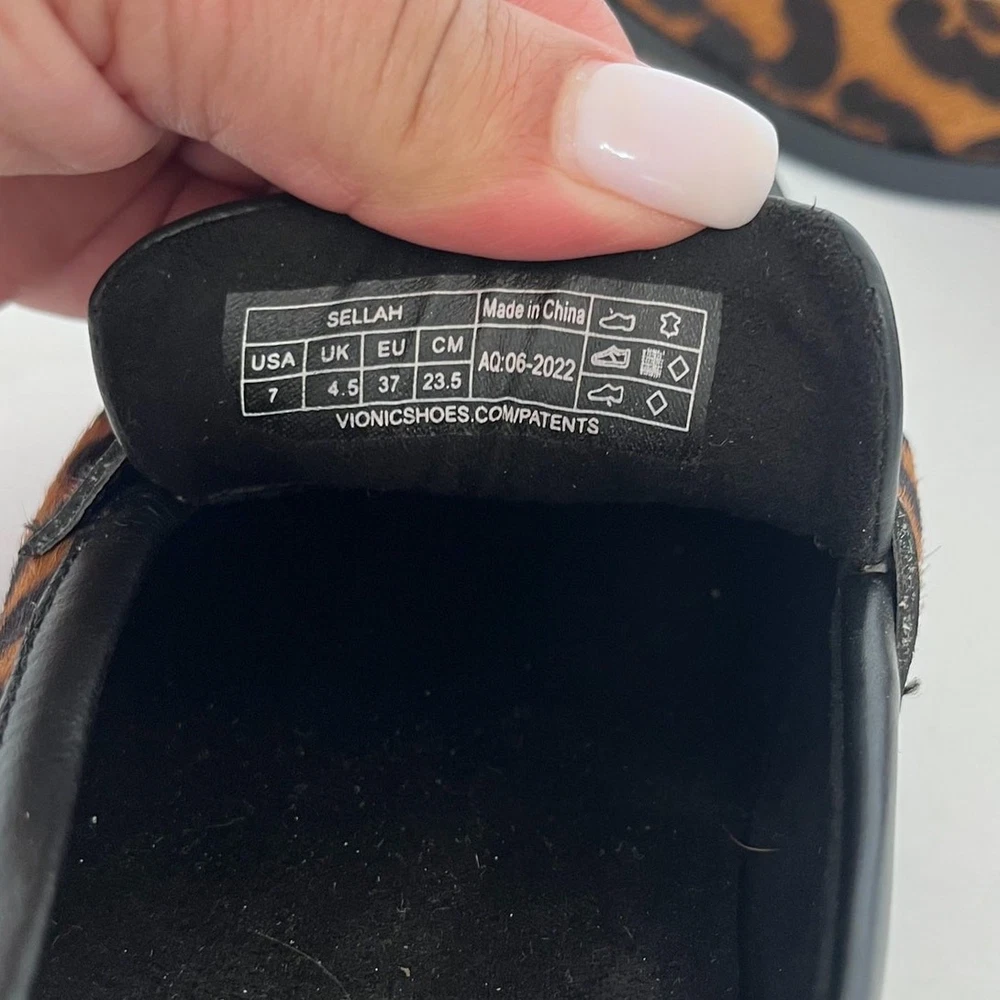 SELLAH
Made in China
USA UK EU CM
7 4.5 37 23.5
AQ:06-2022
VIONICSHOES.COM/PATENTS